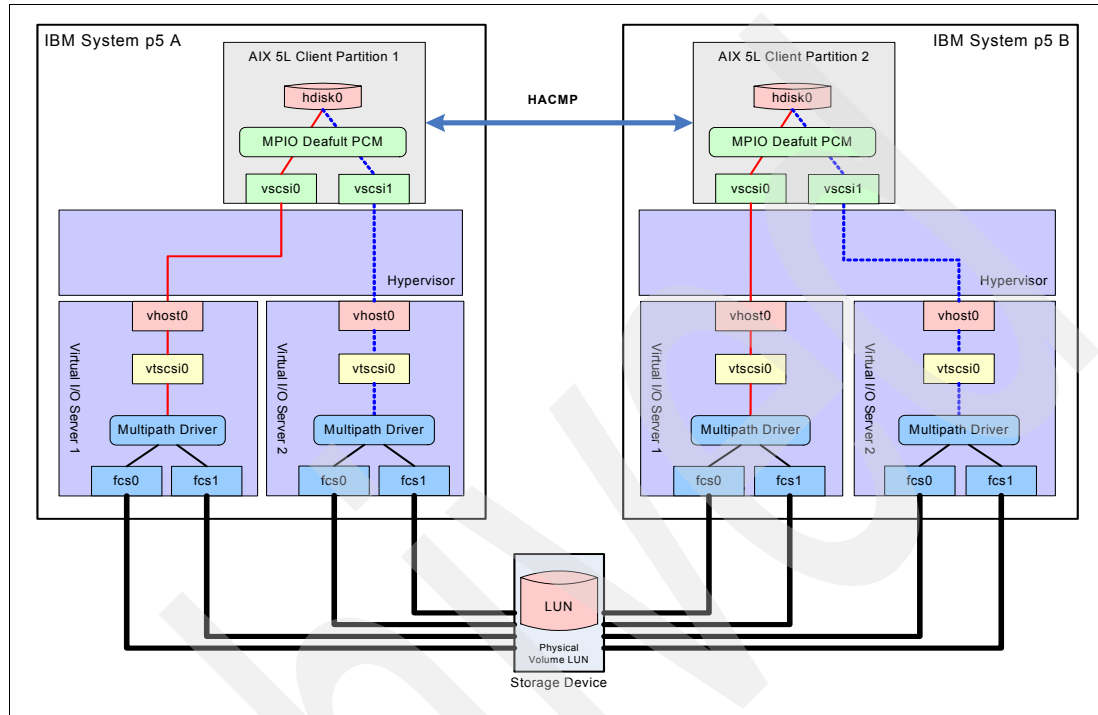 IBM System p5 A
AIX 5L Client Partition 1
hdisk0
MPIO Deafult PCM
vscsi0
vscsi1
Hypervisor
vhost0
vtscsi0
Multipath Driver
fcs0
fcs1
Virtual I/O Server 1
vhost0
vtscsi0
Multipath Driver
fcs0
fcs1
Virtual I/O Server 2
HACMP
IBM System p5 B
AIX 5L Client Partition 2
hdisk0
MPIO Deafult PCM
vscsi0
vscsi1
Hypervisor
vhost0
vtscsi0
Multipath Driver
fcs0
fcs1
Virtual I/O Server 1
vhost0
vtscsi0
Multipath Driver
fcs0
fcs1
Virtual I/O Server 2
LUN
Physical
Volume LUN
Storage Device